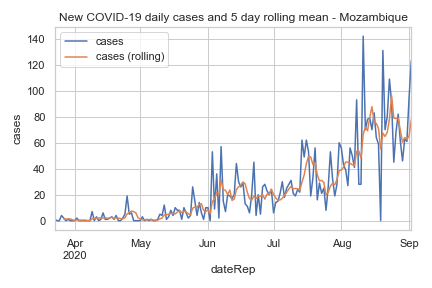 New COVID-19 daily cases and 5 day rolling mean - Mozambique
cases
cases (rolling)
140
120
100
80
60
40
20
0
cases
Apr
2020
May
Jun
Jul
Aug
Sep
dateRep